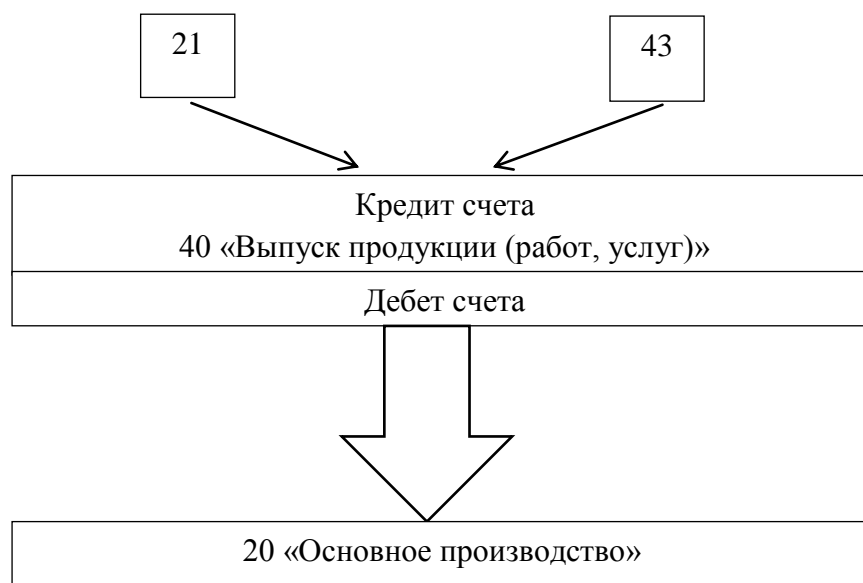 21
43
Кредит счета
40 «Выпуск продукции (работ, услуг)»
Дебет счета
20 «Основное производство»